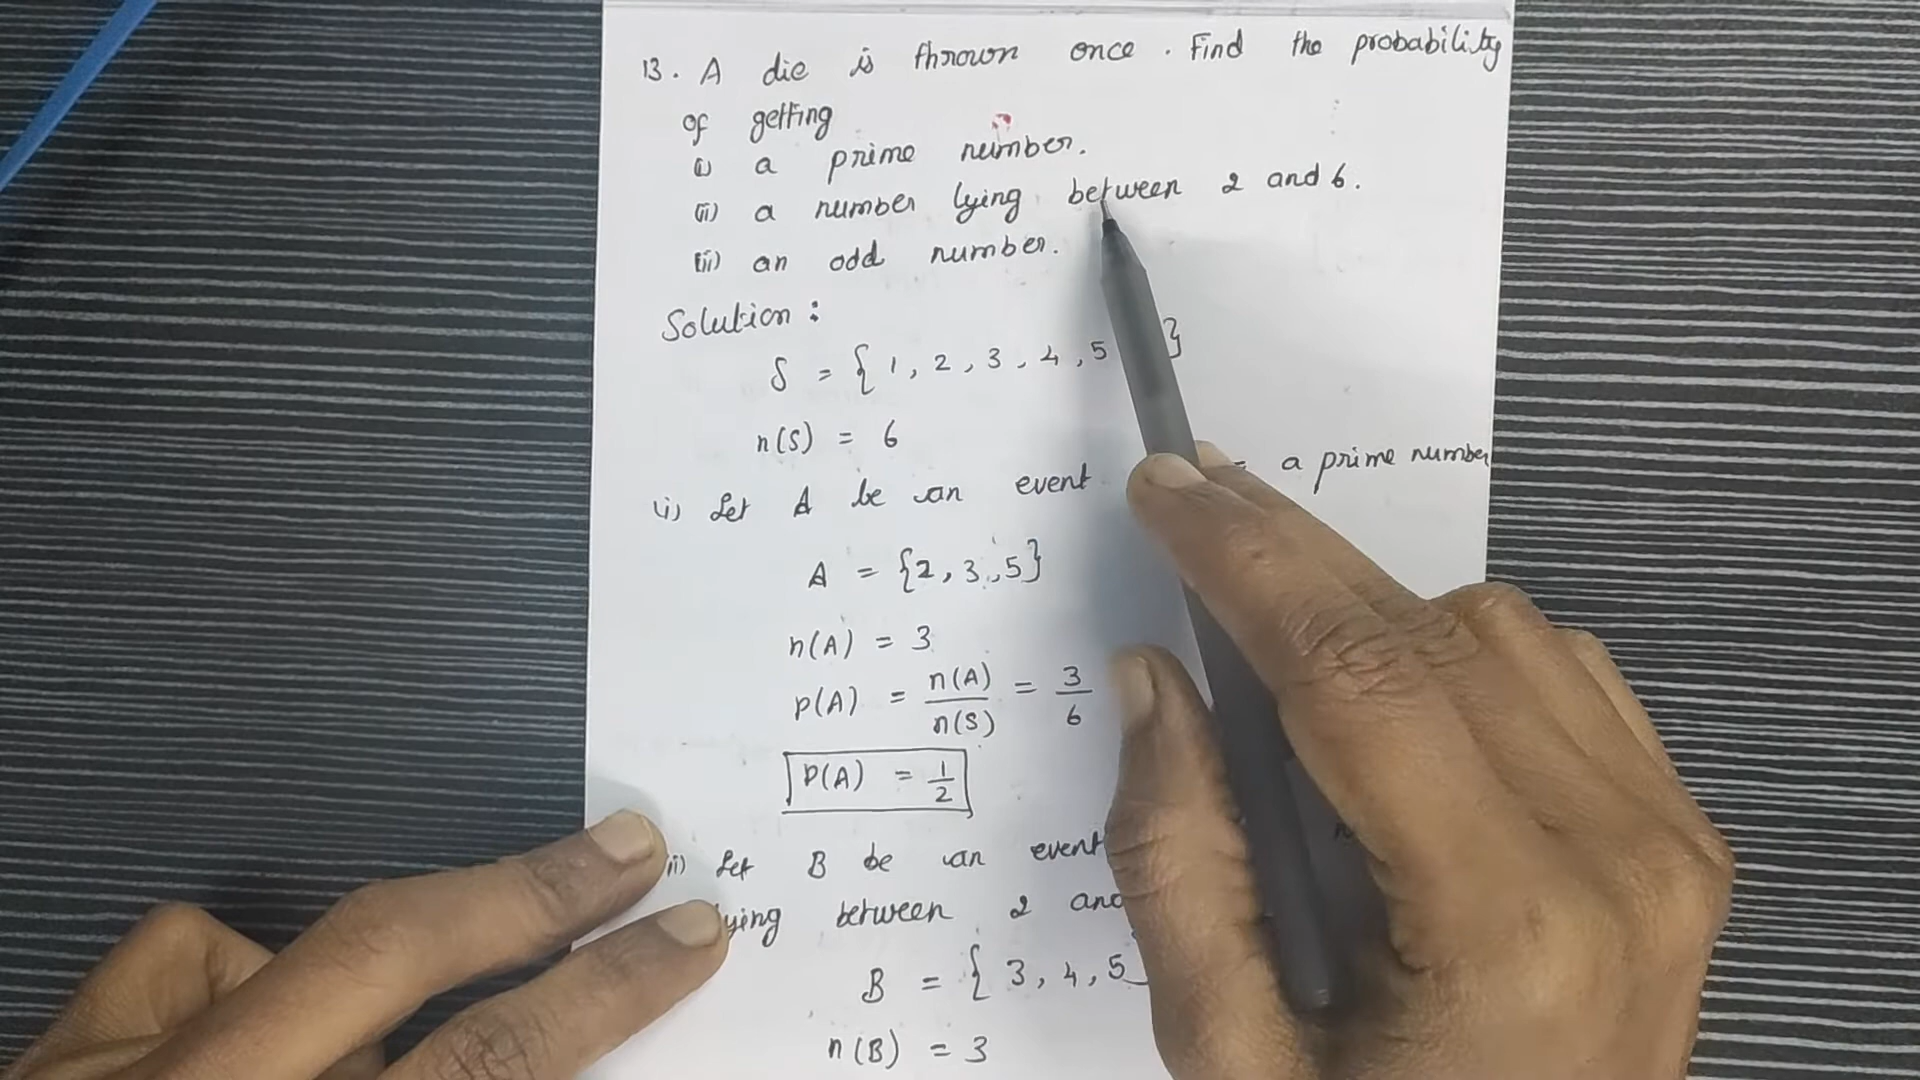 13. A die is thrown once. Find the probability
of getting
(i) a prime number.
(ii) a number lying between 2 and 6.
(iii) an odd number.
Solution :
S = { 1, 2, 3, 4, 5 }
n(S) = 6
(i) Let A be an event = a prime number
A = {2, 3, 5}
n(A) = 3
P(A) = n(A)/n(S) = 3/6
P(A) = 1/2
ii) Let B be an event
lying between 2 and
B = { 3, 4, 5
n(B) = 3